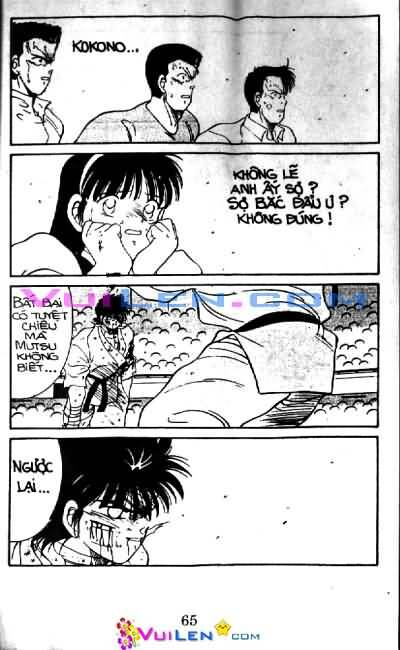 KOKONO...
KHÔNG LẼ
ANH ẤY SỢ?
SỢ BẮC ĐẨU Ư?
KHÔNG ĐÚNG!
BẤT BẠI
CÓ TUYỆT
CHIÊU
MÀ
MUTSU
KHÔNG
BIẾT...
VUILEN.COM
NGƯỢC
LẠI...
65
VUILEN.COM